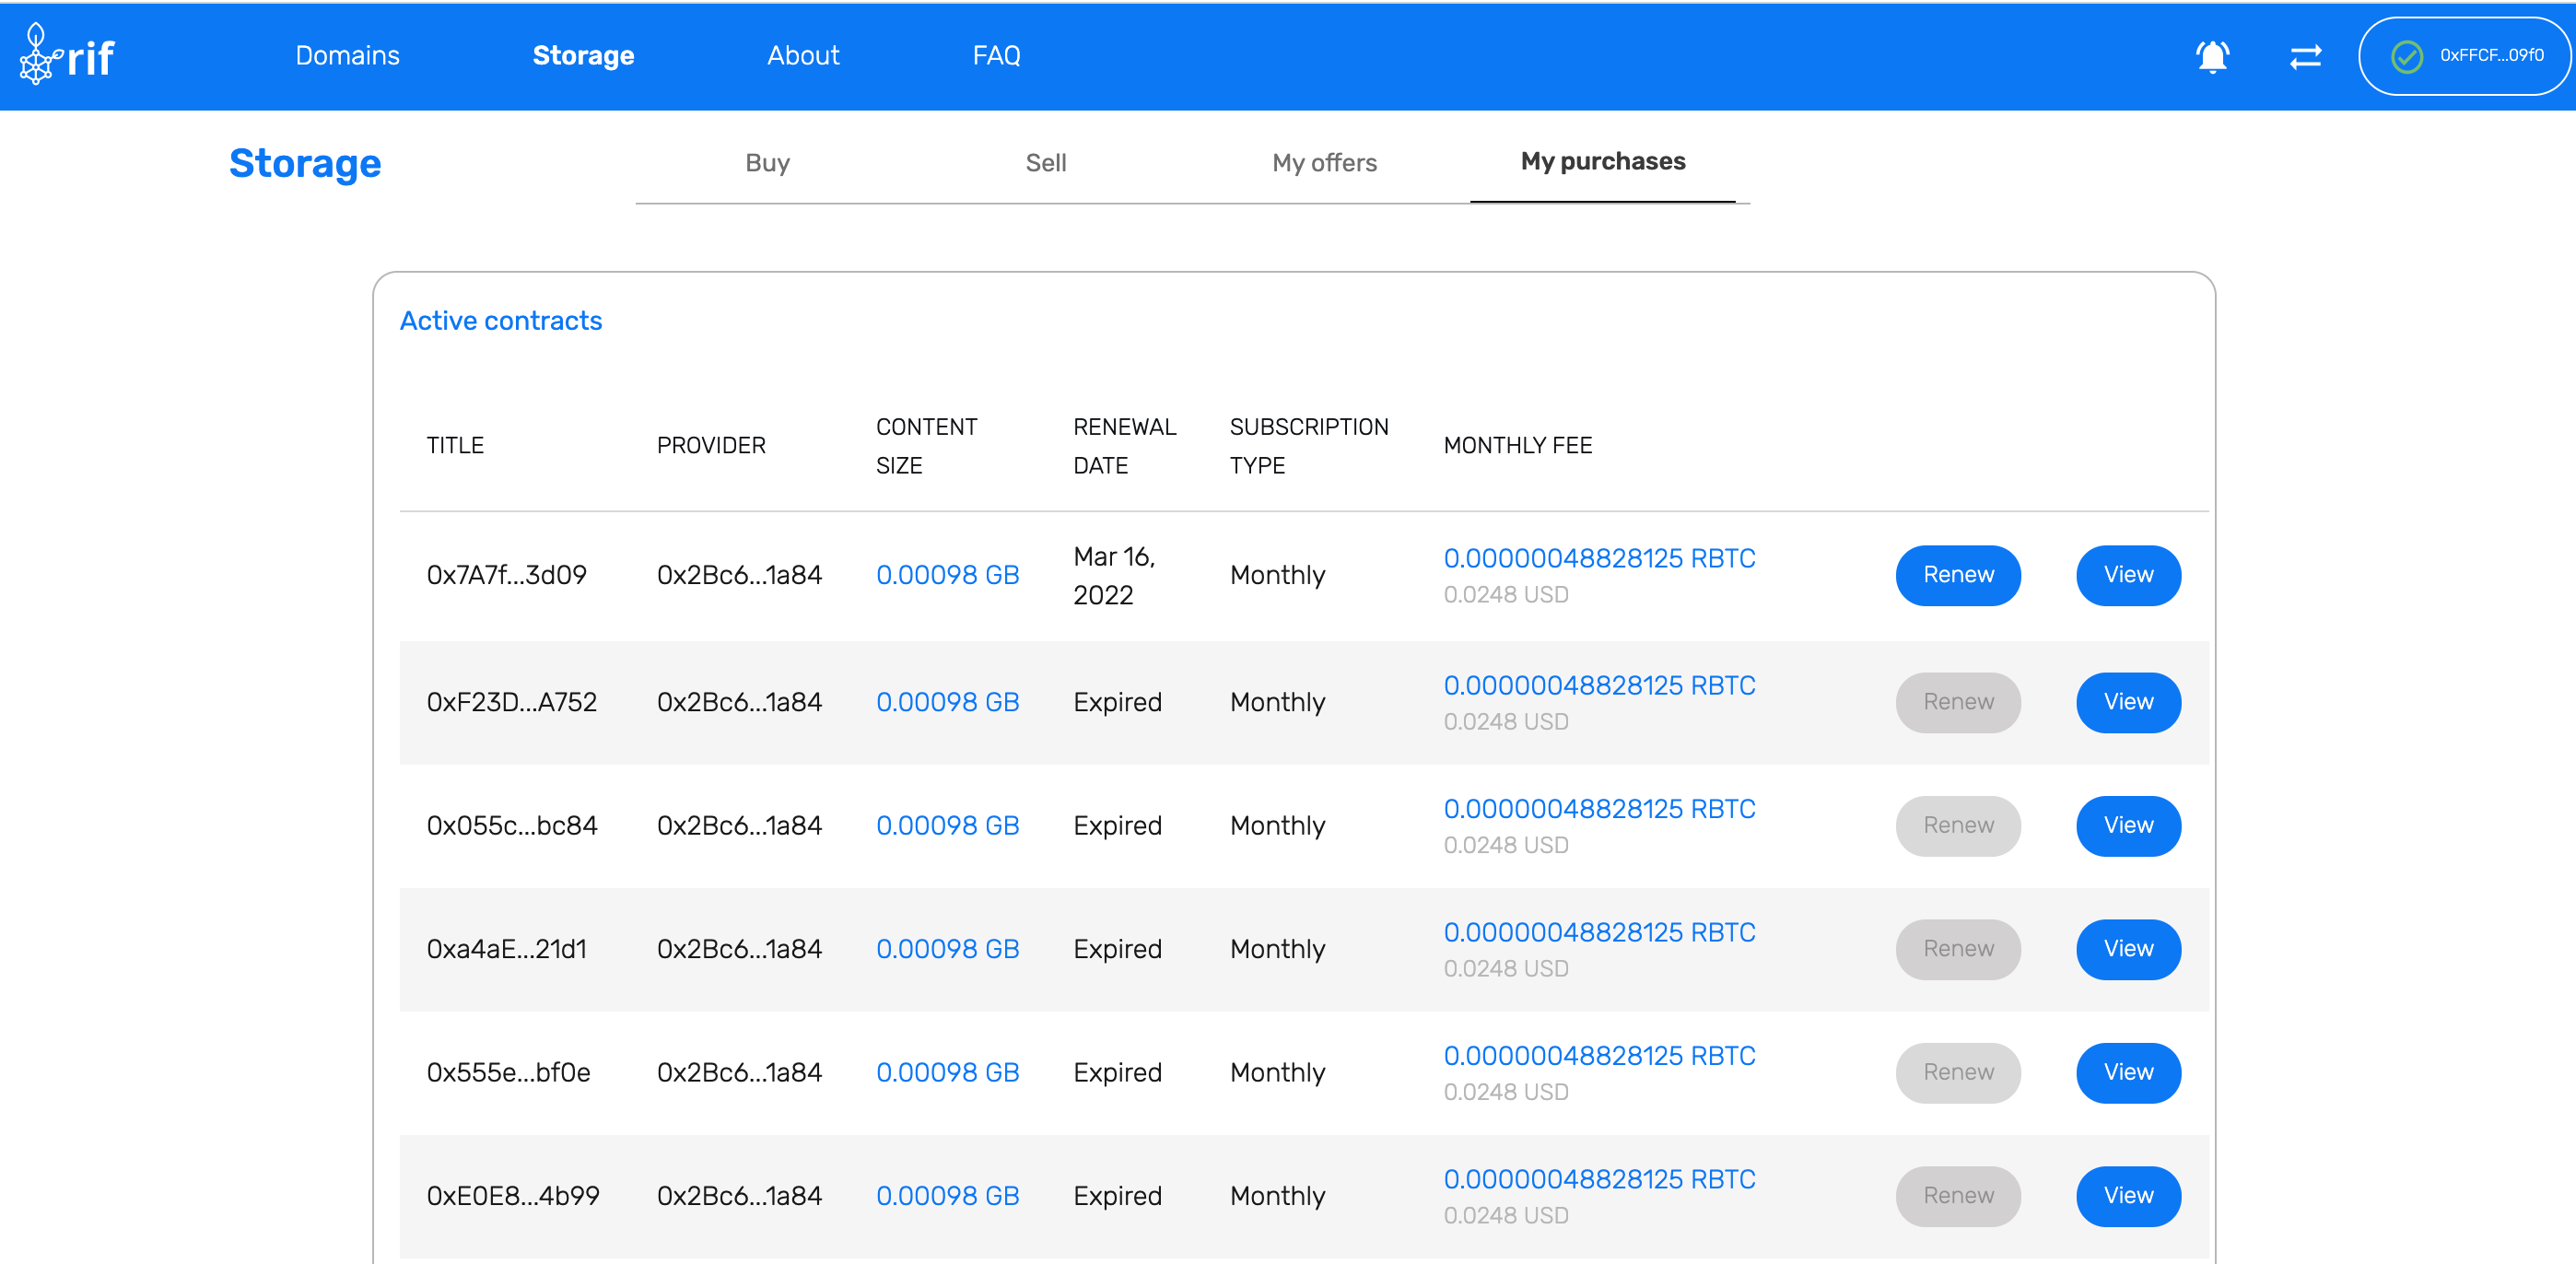 rif
Domains
Storage
About
FAQ
0xFFCF...09f0
Storage
Buy
Sell
My offers
My purchases
Active contracts
TITLE
PROVIDER
CONTENT
SIZE
RENEWAL
DATE
SUBSCRIPTION
TYPE
MONTHLY FEE
0x7A7f...3d09
0x2Bc6...1a84
0.00098 GB
Mar 16,
2022
Monthly
0.00000048828125 RBTC
0.0248 USD
Renew
View
0xF23D...A752
0x2Bc6...1a84
0.00098 GB
Expired
Monthly
0.00000048828125 RBTC
0.0248 USD
Renew
View
0x055c...bc84
0x2Bc6...1a84
0.00098 GB
Expired
Monthly
0.00000048828125 RBTC
0.0248 USD
Renew
View
0xa4aE...21d1
0x2Bc6...1a84
0.00098 GB
Expired
Monthly
0.00000048828125 RBTC
0.0248 USD
Renew
View
0x555e...bf0e
0x2Bc6...1a84
0.00098 GB
Expired
Monthly
0.00000048828125 RBTC
0.0248 USD
Renew
View
0xE0E8...4b99
0x2Bc6...1a84
0.00098 GB
Expired
Monthly
0.00000048828125 RBTC
0.0248 USD
Renew
View